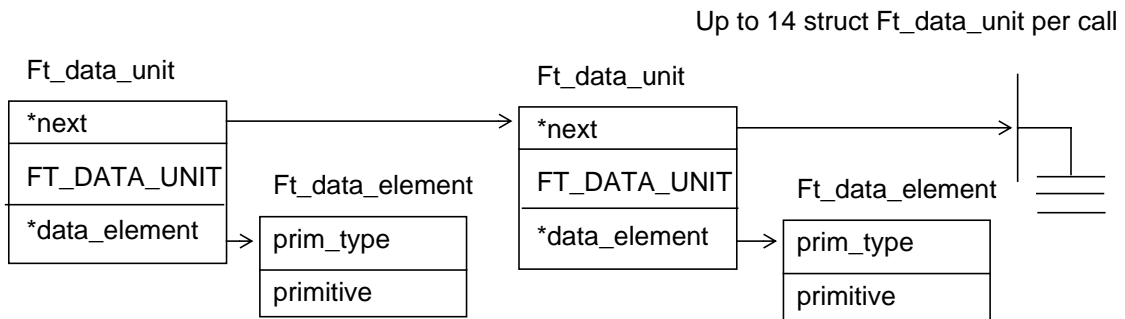 Up to 14 struct Ft_data_unit per call
Ft_data_unit
*next
FT_DATA_UNIT
*data_element
Ft_data_element
prim_type
primitive
Ft_data_unit
*next
FT_DATA_UNIT
*data_element
Ft_data_element
prim_type
primitive